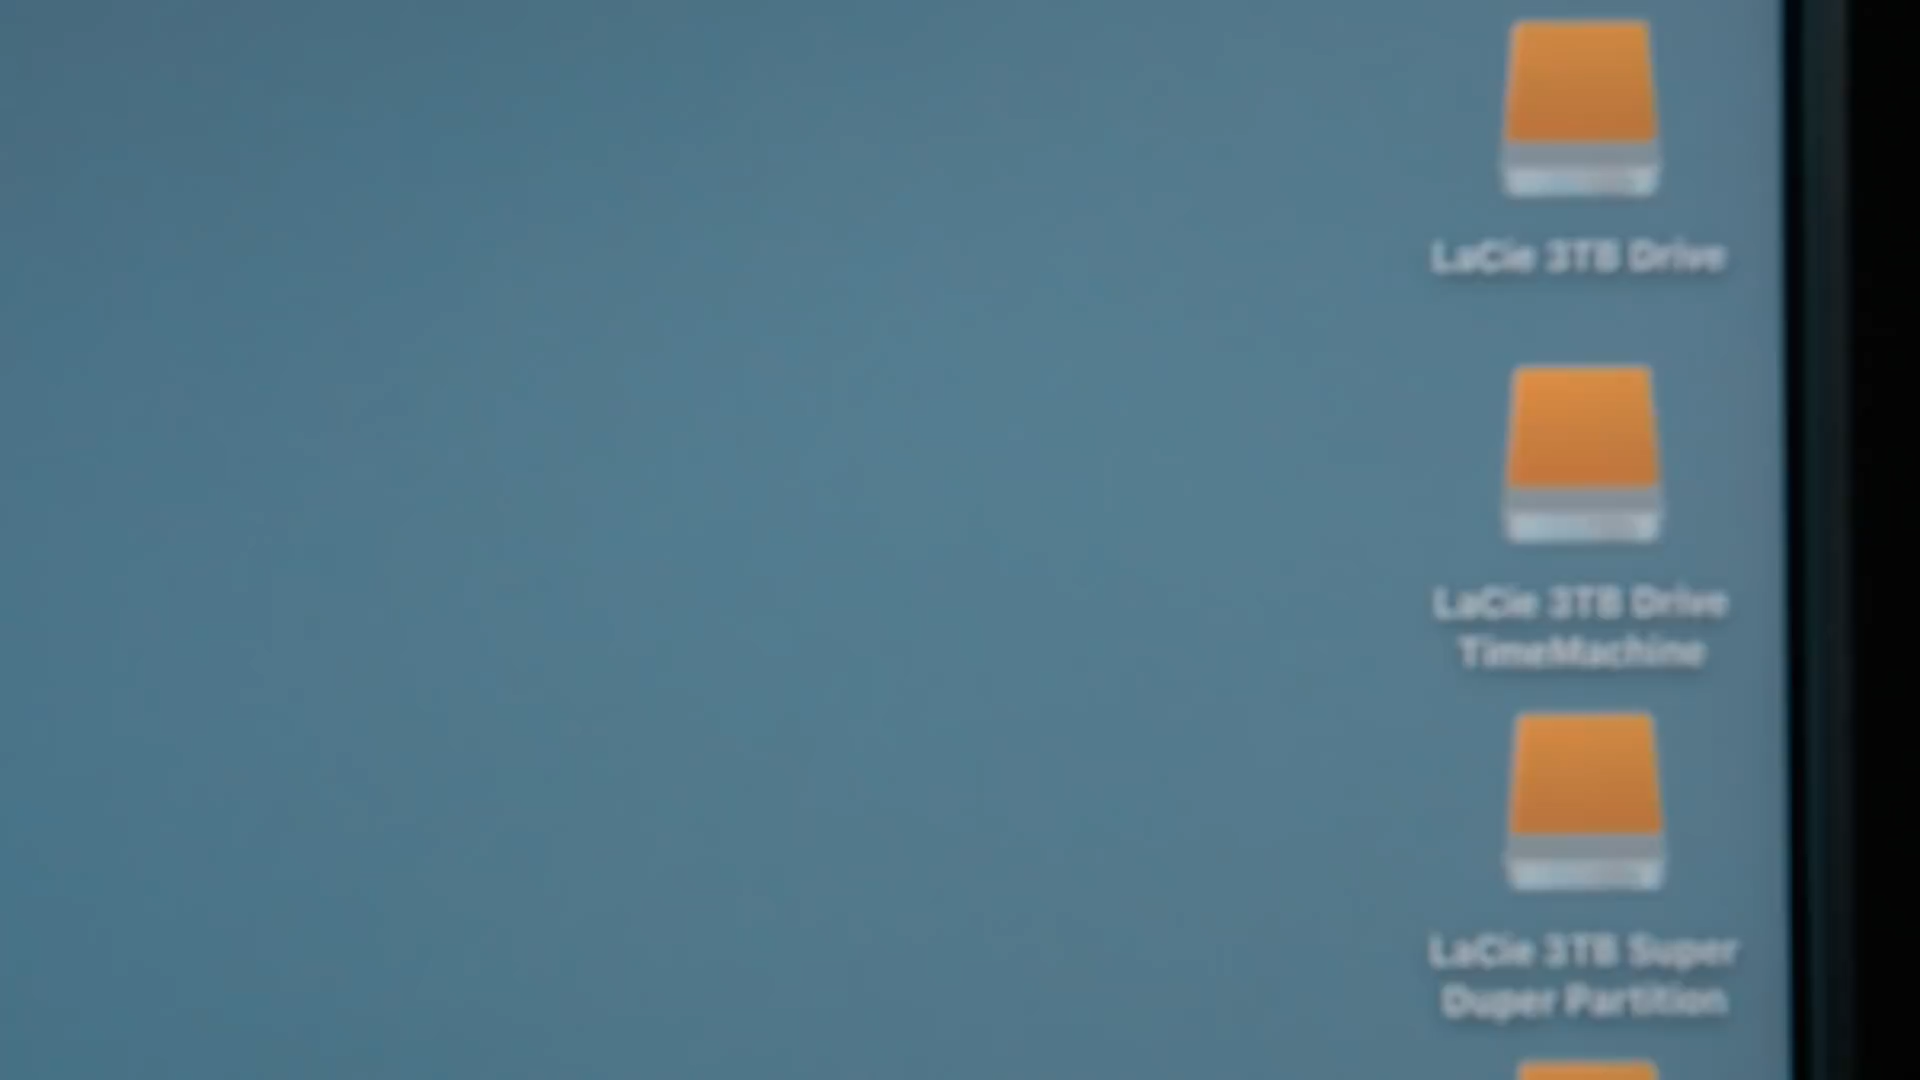 LaCie 3TB Drive
LaCie 3TB Drive
TimeMachine
LaCie 3TB Super
Duper Partition